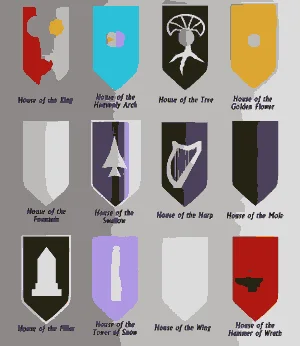 House of the King
House of the
Heavenly Arch
House of the Tree
House of the
Golden Flower
House of the
Fountain
House of the
Swallow
House of the Harp
House of the Mole
House of the Pillar
House of the
Tower of Snow
House of the Wing
House of the
Hammer of Wrath